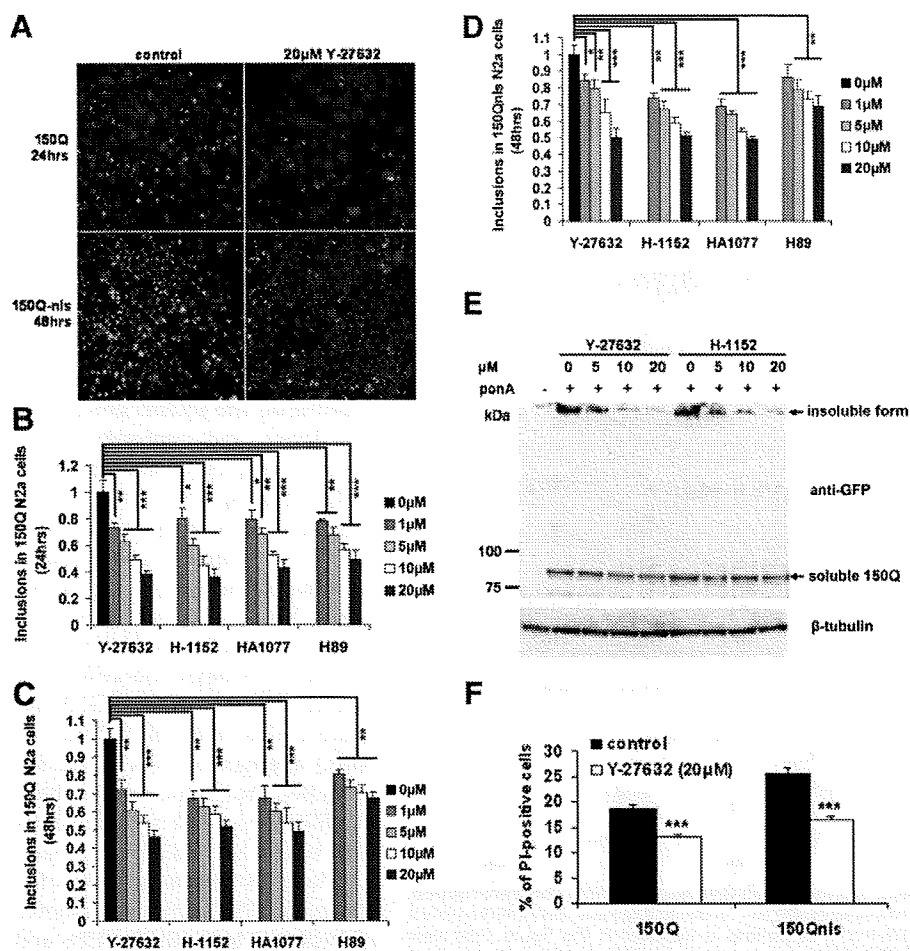 A
control
20µM Y-27632
150Q
24hrs
150Q-nls
48hrs
B
Inclusions in 150Q N2a cells
(24hrs)
1.2
1
0.8
0.6
0.4
0.2
0
** *** * *** * ** *** ** ***
0µM
1µM
5µM
10µM
20µM
Y-27632 H-1152 HA1077 H89
C
Inclusions in 150Q N2a cells
(48hrs)
1
0.9
0.8
0.7
0.6
0.5
0.4
0.3
0.2
0.1
0
** *** ** *** ** *** **
0µM
1µM
5µM
10µM
20µM
Y-27632 H-1152 HA1077 H89
D
Inclusions in 150Qnls N2a cells
(48hrs)
1.1
1
0.9
0.8
0.7
0.6
0.5
0.4
0.3
0.2
0.1
0
* ** *** ** *** *** **
0µM
1µM
5µM
10µM
20µM
Y-27632 H-1152 HA1077 H89
E
Y-27632 H-1152
µM 0 5 10 20 0 5 10 20
ponA - + + + + + + + +
kDa
insoluble form
anti-GFP
100
75
soluble 150Q
β-tubulin
F
% of PI-positive cells
30
25
20
15
10
5
0
control
Y-27632 (20µM)
***
***
150Q 150Qnls